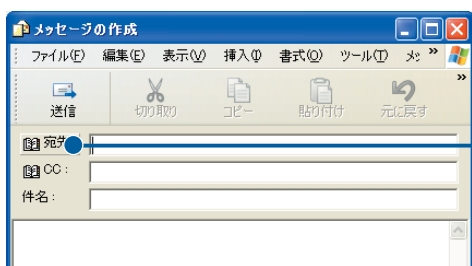 メッセージの作成
ファイル(F) 編集(E) 表示(V) 挿入(I) 書式(O) ツール(T) »
送信 切り取り コピー 貼り付け 元に戻す »
宛先
CC :
件名 :